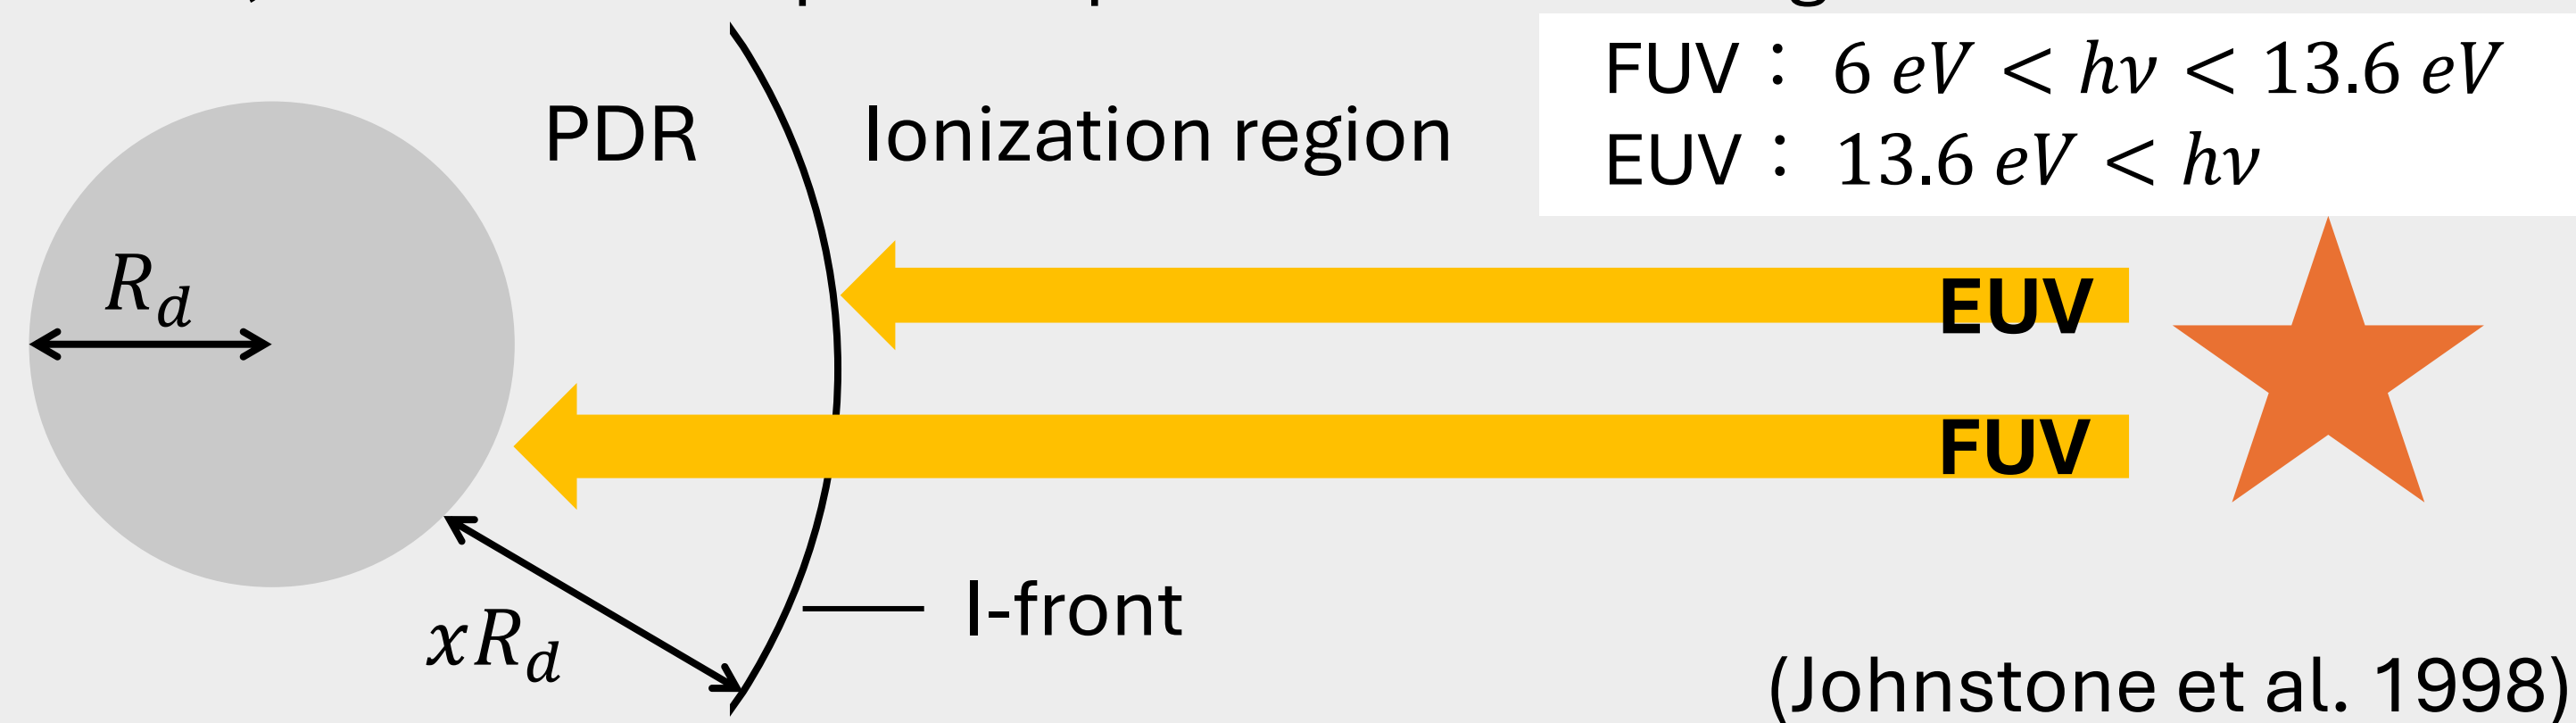 FUV : 6 eV < hν < 13.6 eV
EUV : 13.6 eV < hν
PDR
Ionization region
R_d
EUV
FUV
I-front
xR_d
(Johnstone et al. 1998)